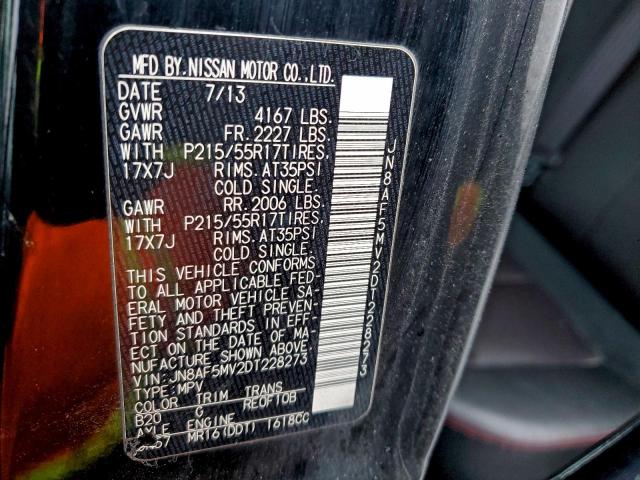 MFD BY.NISSAN MOTOR CO.,LTD.
DATE 7/13
GVWR 4167 LBS.
GAWR FR. 2227 LBS.
WITH P215/55R17TIRES.
17X7J RIMS. AT35PSI
COLD SINGLE.
GAWR RR. 2006 LBS.
WITH P215/55R17TIRES.
17X7J RIMS. AT35PSI
COLD SINGLE.
THIS VEHICLE CONFORMS
TO ALL APPLICABLE FED-
ERAL MOTOR VEHICLE SA-
FETY AND THEFT PREVEN-
TION STANDARDS IN EFF-
ECT ON THE DATE OF MA-
NUFACTURE SHOWN ABOVE.
VIN: JN8AF5MV2DT228273
TYPE: MPV
COLOR TRIM TRANS
B20 G RE0F10B
AXLE ENGINE
MR16(DDT) 1618CC
JN8AF5MV2DT228273